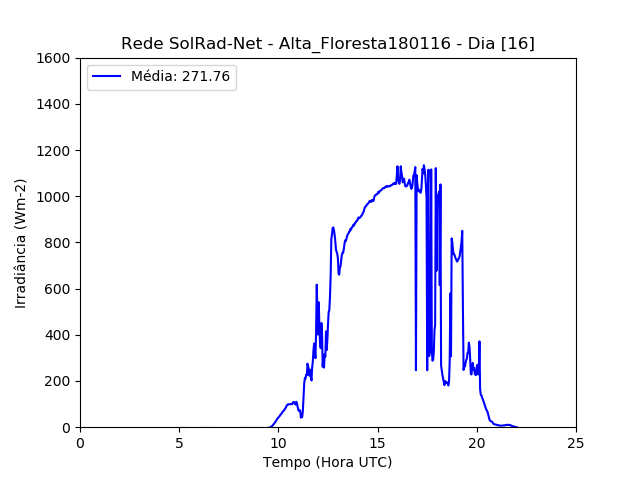 Rede SolRad-Net - Alta_Floresta180116 - Dia [16]
Média: 271.76
1600
1400
1200
1000
800
600
400
200
0
0 5 10 15 20 25
Irradiância (Wm-2)
Tempo (Hora UTC)